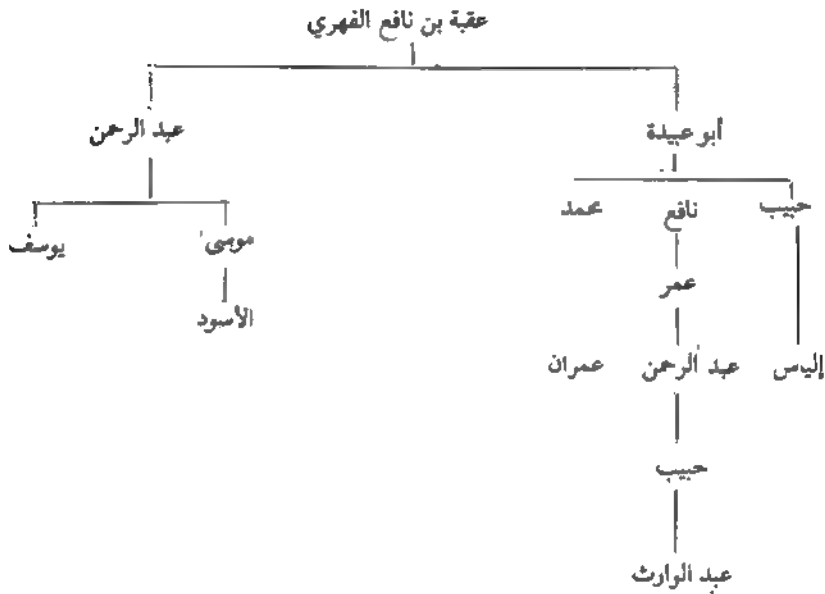 عقبة بن نافع الفهري
أبو عبيدة
عبد الرحمن
حبيب
نافع
محمد
موسى
يوسف
عمر
الأسود
إلياس
عبد الرحمن
عمران
حبيب
عبد الوارث